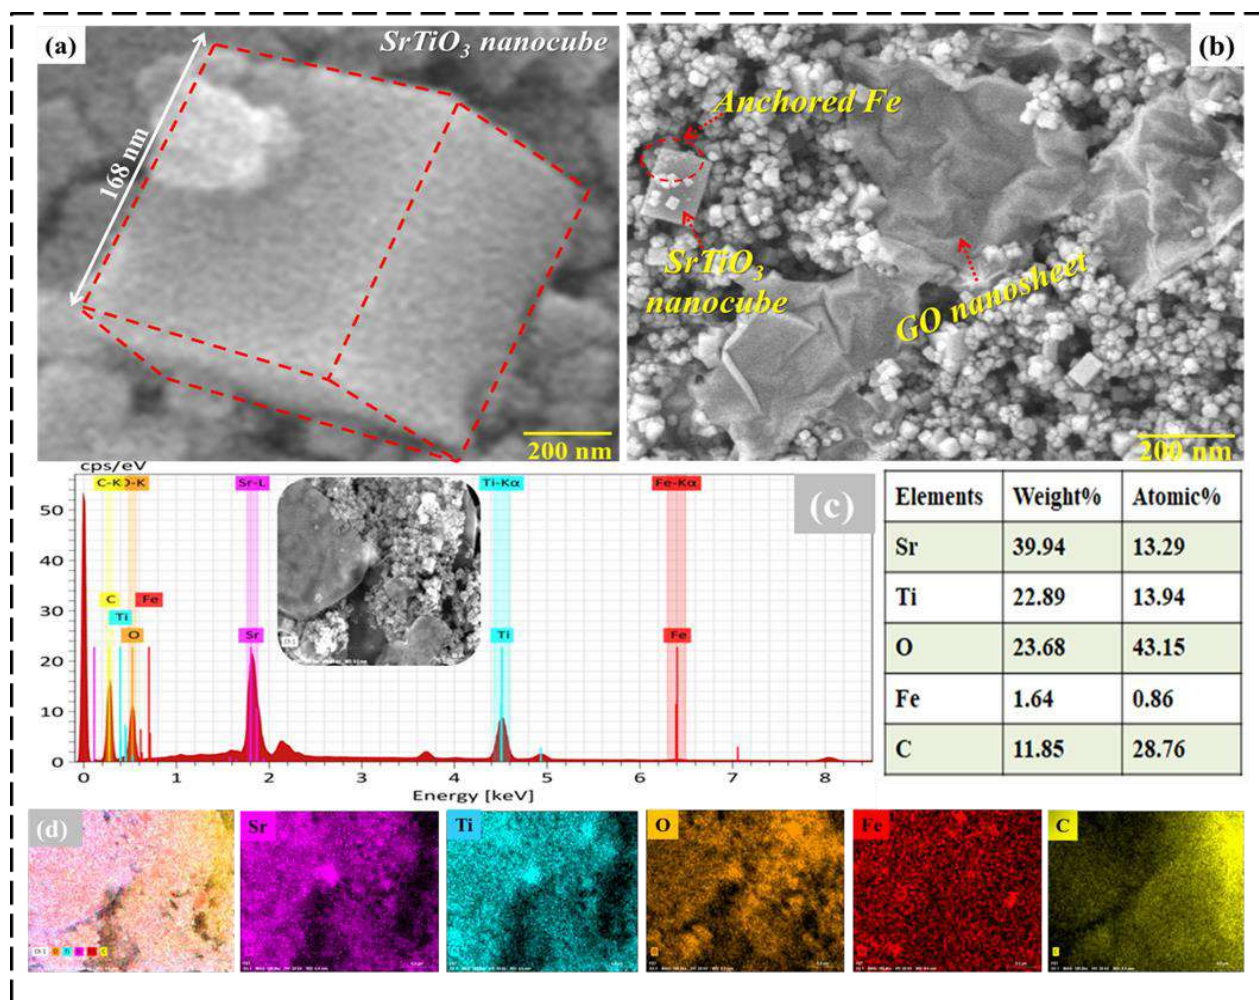 (a)
SrTiO3 nanocube
168 nm
200 nm
(b)
Anchored Fe
SrTiO3
nanocube
GO nanosheet
200 nm
cps/eV
50
40
30
20
10
0
C-K
O-K
Sr-L
Ti-Kα
Fe-Kα
(c)
C
Fe
Ti
O
Sr
Ti
Fe
0 1 2 3 4 5 6 7 8
Energy [keV]
Elements Weight% Atomic%
Sr 39.94 13.29
Ti 22.89 13.94
O 23.68 43.15
Fe 1.64 0.86
C 11.85 28.76
(d)
Sr
Ti
O
Fe
C